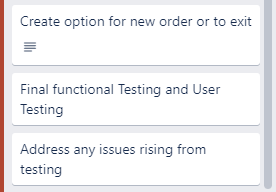 Create option for new order or to exit
Final functional Testing and User
Testing
Address any issues rising from
testing